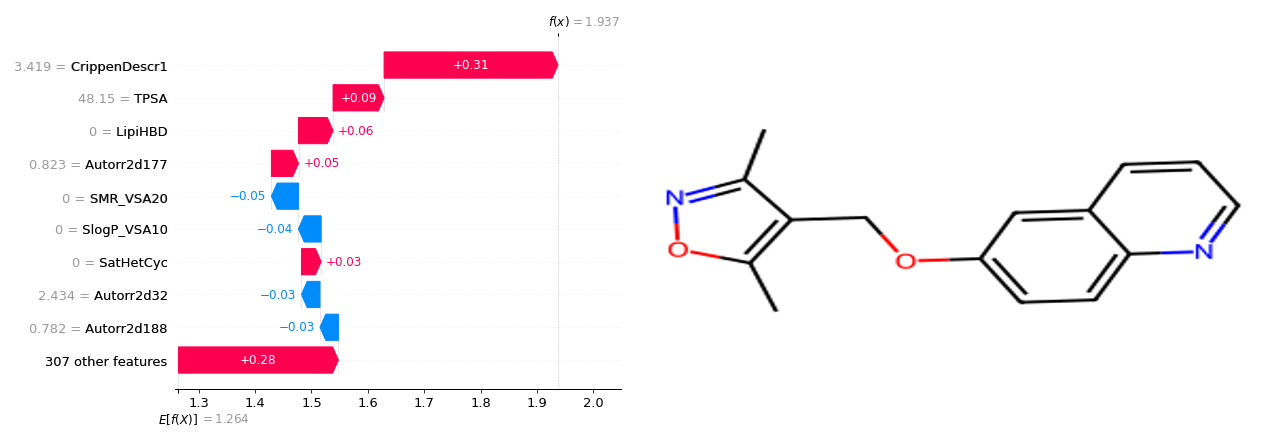 f(x) = 1.937
3.419 = CrippenDescr1
+0.31
48.15 = TPSA
+0.09
0 = LipiHBD
+0.06
0.823 = Autorr2d177
+0.05
0 = SMR_VSA20
−0.05
0 = SlogP_VSA10
−0.04
0 = SatHetCyc
+0.03
2.434 = Autorr2d32
−0.03
0.782 = Autorr2d188
−0.03
307 other features
+0.28
1.3 1.4 1.5 1.6 1.7 1.8 1.9 2.0
E[f(X)] = 1.264
N
O
O
N